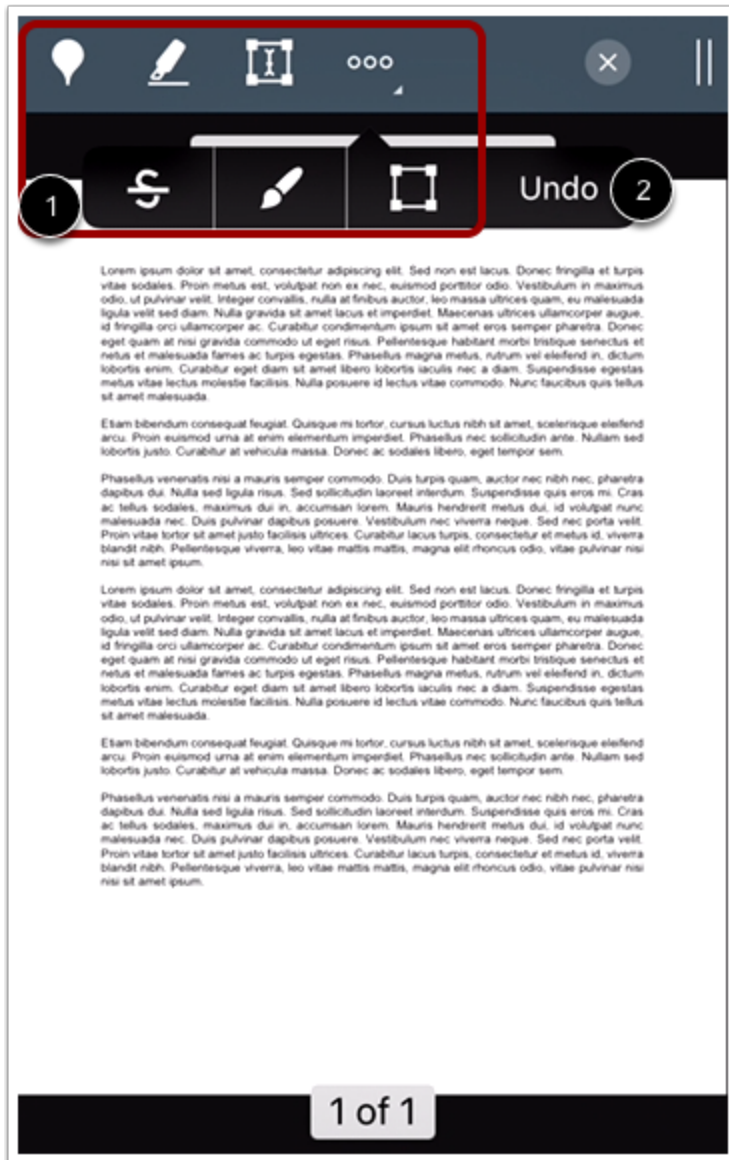 1
Undo
2
Lorem ipsum dolor sit amet, consectetur adipiscing elit. Sed non est lacus. Donec fringilla et turpis
vitae sodales. Proin metus est, volutpat non ex nec, euismod porttitor odio. Vestibulum in maximus
odio, ut pulvinar velit. Integer convallis, nulla at finibus auctor, leo massa ultrices quam, eu malesuada
ligula velit sed diam. Nulla gravida sit amet lacus et imperdiet. Maecenas ultrices ullamcorper augue,
id fringilla orci ullamcorper ac. Curabitur condimentum ipsum sit amet eros semper pharetra. Donec
eget quam at nisi gravida commodo ut eget risus. Pellentesque habitant morbi tristique senectus et
netus et malesuada fames ac turpis egestas. Phasellus magna metus, rutrum vel eleifend in, dictum
lobortis enim. Curabitur eget diam sit amet libero lobortis iaculis nec a diam. Suspendisse egestas
metus vitae lectus molestie facilisis. Nulla posuere id lectus vitae commodo. Nunc faucibus quis tellus
sit amet malesuada.
Etiam bibendum consequat feugiat. Quisque mi tortor, cursus luctus nibh sit amet, scelerisque eleifend
arcu. Proin euismod urna at enim elementum imperdiet. Phasellus nec sollicitudin ante. Nullam sed
lobortis justo. Curabitur at vehicula massa. Donec ac sodales libero, eget tempor sem.
Phasellus venenatis nisi a mauris semper commodo. Duis turpis quam, auctor nec nibh nec, pharetra
dapibus dui. Nulla sed ligula risus. Sed sollicitudin laoreet interdum. Suspendisse quis eros mi. Cras
ac tellus sodales, maximus dui in, accumsan lorem. Mauris hendrerit metus dui, id volutpat nunc
malesuada nec. Duis pulvinar dapibus posuere. Vestibulum nec viverra neque. Sed nec porta velit.
Proin vitae tortor sit amet justo facilisis ultrices. Curabitur lacus turpis, consectetur et metus id, viverra
blandit nibh. Pellentesque viverra, leo vitae mattis mattis, magna elit rhoncus odio, vitae pulvinar nisi
nisi sit amet ipsum.
Lorem ipsum dolor sit amet, consectetur adipiscing elit. Sed non est lacus. Donec fringilla et turpis
vitae sodales. Proin metus est, volutpat non ex nec, euismod porttitor odio. Vestibulum in maximus
odio, ut pulvinar velit. Integer convallis, nulla at finibus auctor, leo massa ultrices quam, eu malesuada
ligula velit sed diam. Nulla gravida sit amet lacus et imperdiet. Maecenas ultrices ullamcorper augue,
id fringilla orci ullamcorper ac. Curabitur condimentum ipsum sit amet eros semper pharetra. Donec
eget quam at nisi gravida commodo ut eget risus. Pellentesque habitant morbi tristique senectus et
netus et malesuada fames ac turpis egestas. Phasellus magna metus, rutrum vel eleifend in, dictum
lobortis enim. Curabitur eget diam sit amet libero lobortis iaculis nec a diam. Suspendisse egestas
metus vitae lectus molestie facilisis. Nulla posuere id lectus vitae commodo. Nunc faucibus quis tellus
sit amet malesuada.
Etiam bibendum consequat feugiat. Quisque mi tortor, cursus luctus nibh sit amet, scelerisque eleifend
arcu. Proin euismod urna at enim elementum imperdiet. Phasellus nec sollicitudin ante. Nullam sed
lobortis justo. Curabitur at vehicula massa. Donec ac sodales libero, eget tempor sem.
Phasellus venenatis nisi a mauris semper commodo. Duis turpis quam, auctor nec nibh nec, pharetra
dapibus dui. Nulla sed ligula risus. Sed sollicitudin laoreet interdum. Suspendisse quis eros mi. Cras
ac tellus sodales, maximus dui in, accumsan lorem. Mauris hendrerit metus dui, id volutpat nunc
malesuada nec. Duis pulvinar dapibus posuere. Vestibulum nec viverra neque. Sed nec porta velit.
Proin vitae tortor sit amet justo facilisis ultrices. Curabitur lacus turpis, consectetur et metus id, viverra
blandit nibh. Pellentesque viverra, leo vitae mattis mattis, magna elit rhoncus odio, vitae pulvinar nisi
nisi sit amet ipsum.
1 of 1